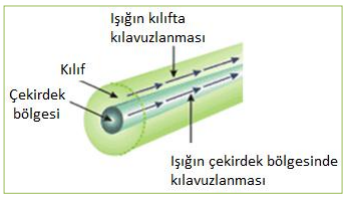 Işığın kılıfta
kılavuzlanması
Kılıf
Çekirdek
bölgesi
Işığın çekirdek bölgesinde
kılavuzlanması